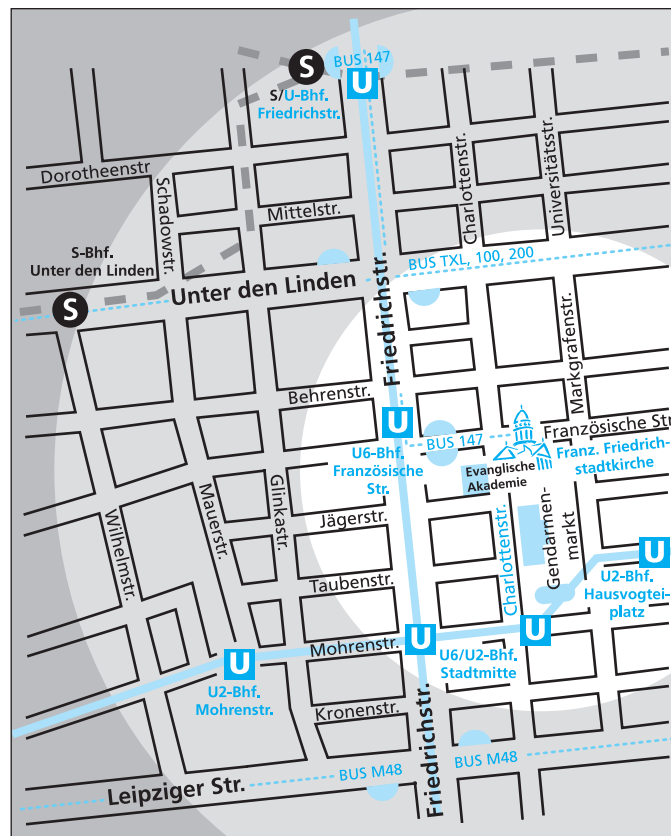 BUS 147
S
U
S/U-Bhf.
Friedrichstr.
Dorotheenstr
Schadowstr.
Mittelstr.
Charlottenstr.
Universitätsstr.
S-Bhf.
Unter den Linden
S
Unter den Linden
BUS TXL, 100, 200
Friedrichstr.
Behrenstr.
Markgrafenstr.
U
BUS 147
Französische Str
U6-Bhf.
Französische
Str.
Evanglische
Akademie
Franz. Friedrich-
stadtkirche
Wilhelmstr.
Mauerstr.
Glinkastr.
Jägerstr.
Charlottenstr.
Gendarmen-
markt
Taubenstr.
U
U2-Bhf.
Hausvogtei-
platz
U
Mohrenstr.
U
U
U6/U2-Bhf.
Stadtmitte
U2-Bhf.
Mohrenstr.
Kronenstr.
Friedrichstr.
Leipziger Str.
BUS M48
BUS M48